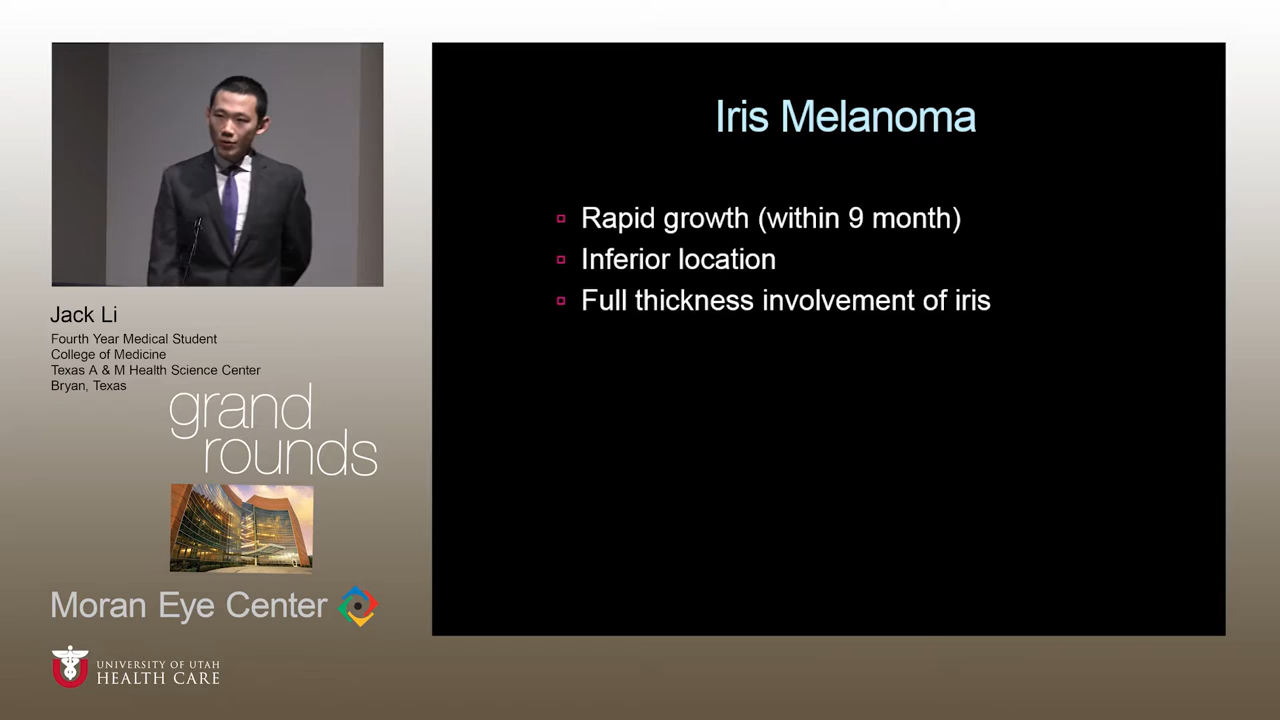 Jack Li
Fourth Year Medical Student
College of Medicine
Texas A & M Health Science Center
Bryan, Texas
grand
rounds
Moran Eye Center
UNIVERSITY OF UTAH
HEALTH CARE
Iris Melanoma
Rapid growth (within 9 month)
Inferior location
Full thickness involvement of iris